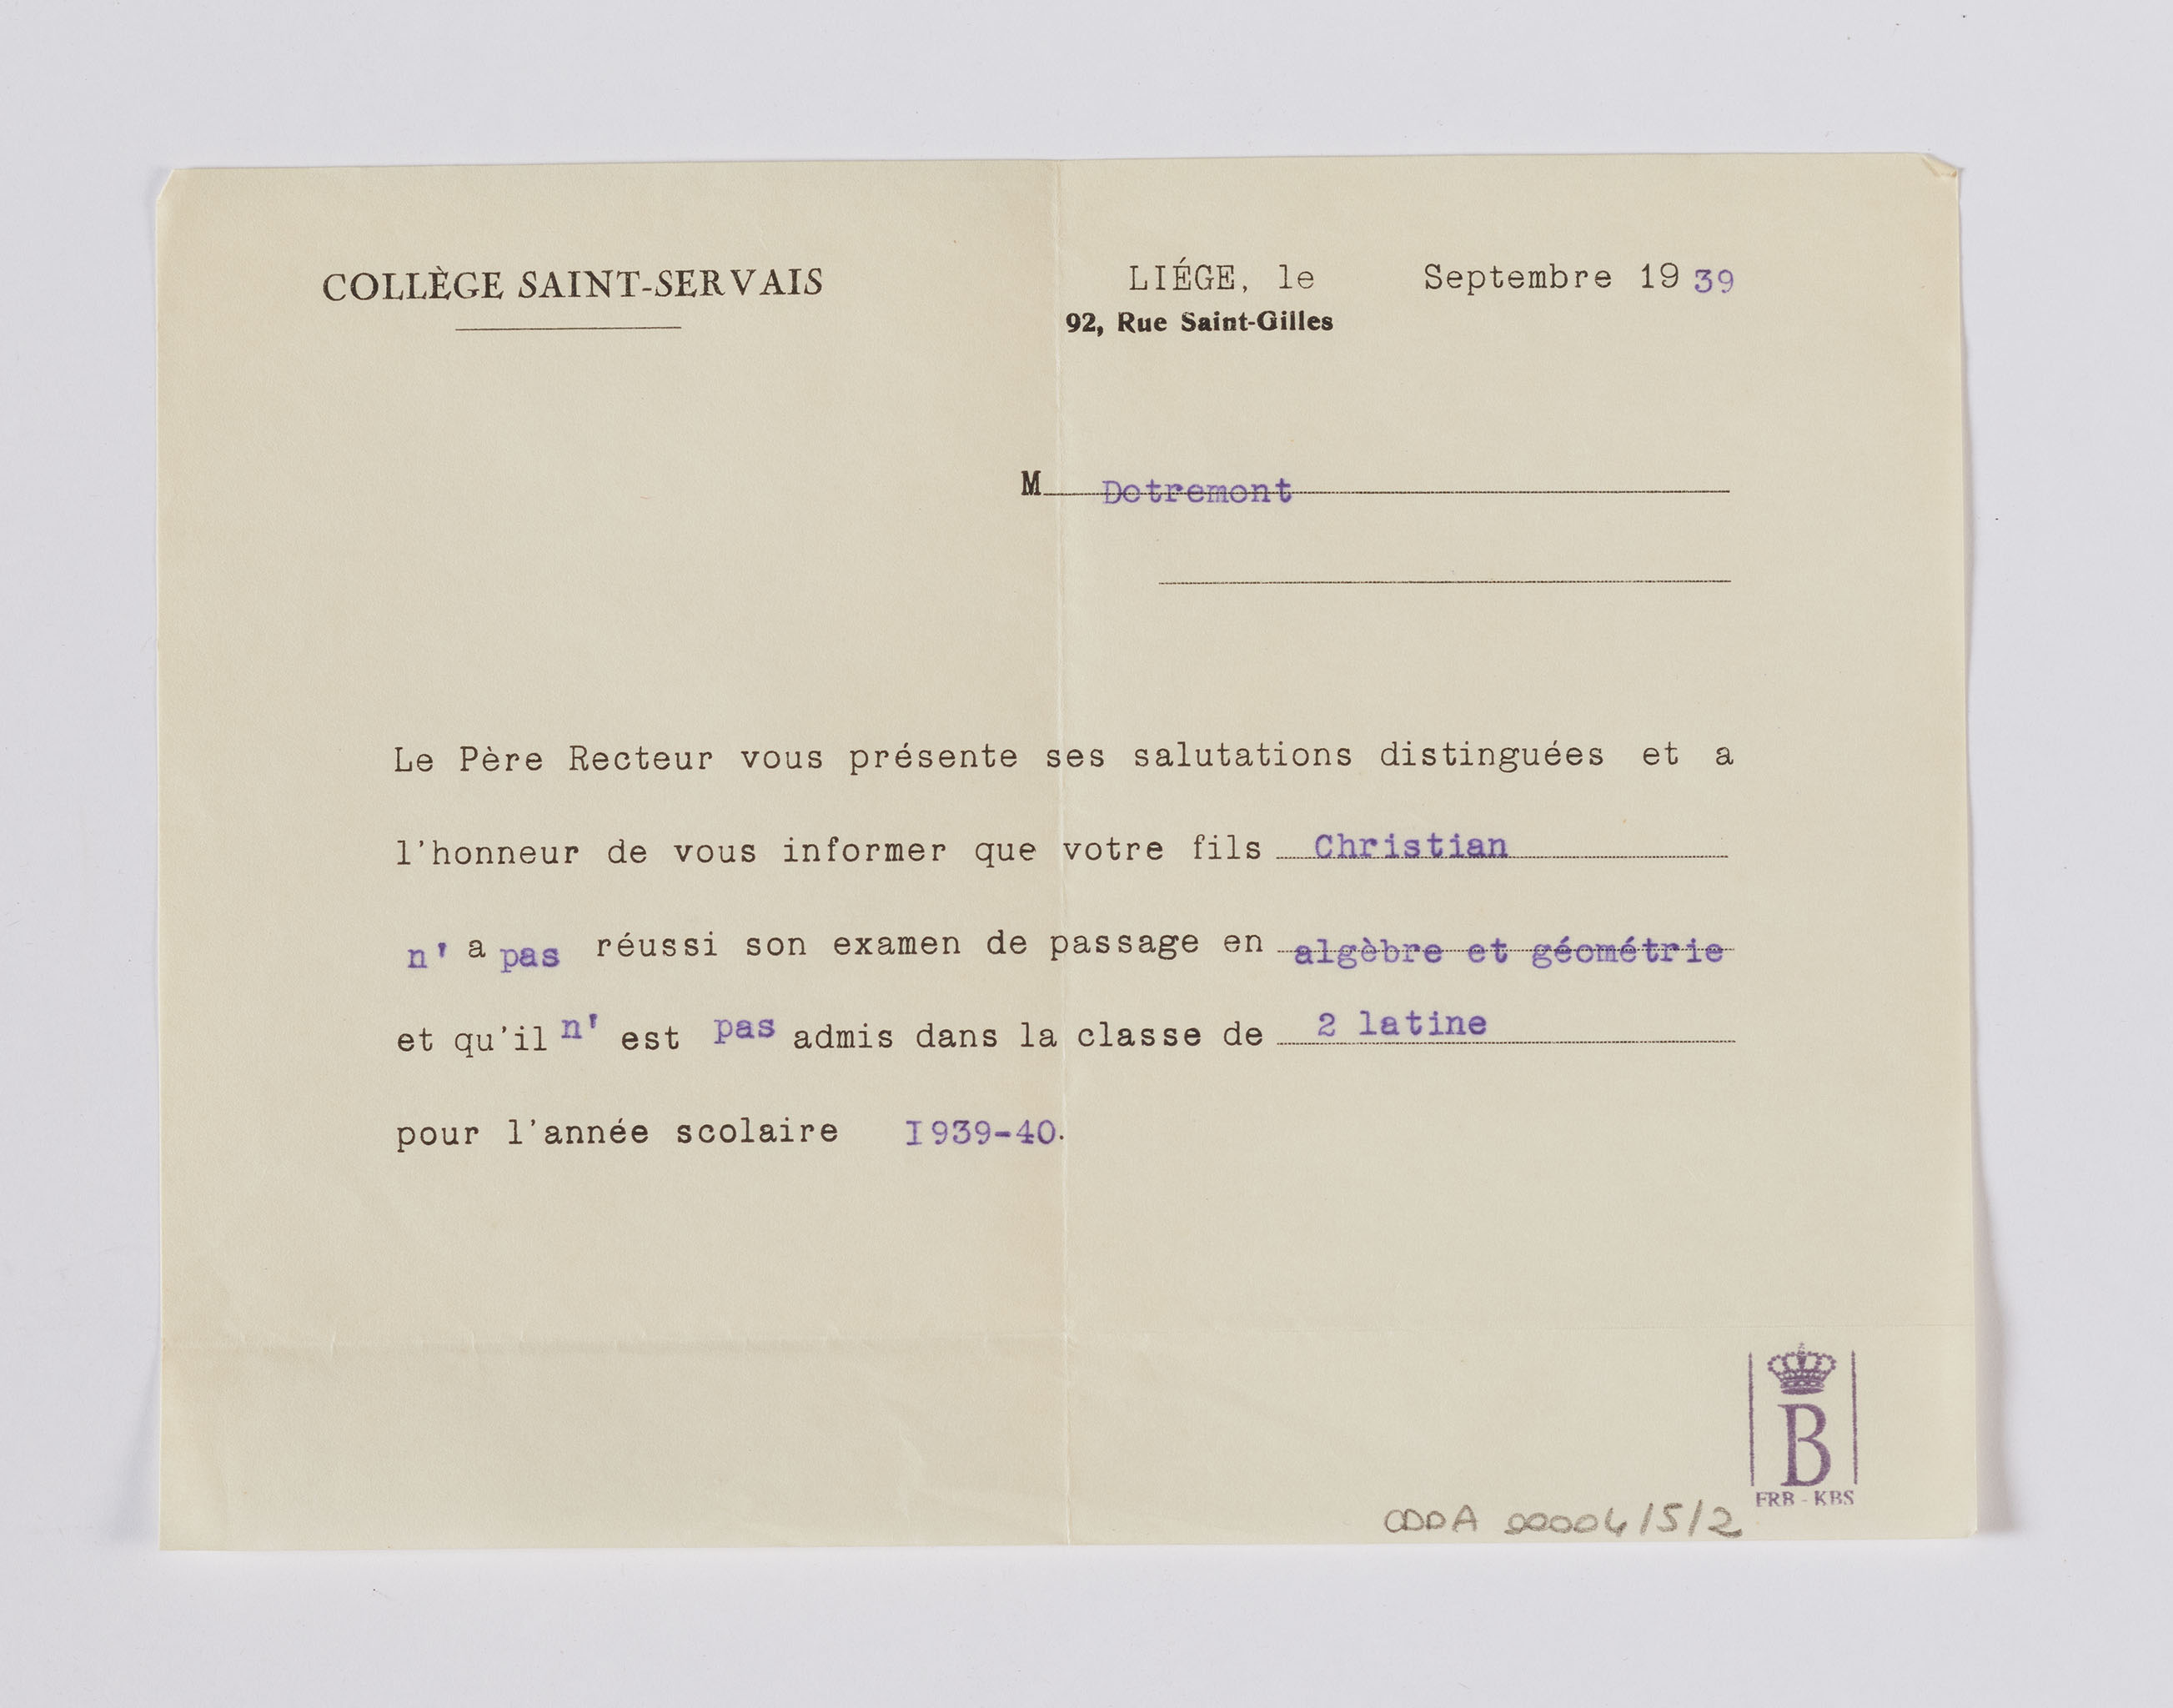 COLLÈGE SAINT-SERVAIS
LIÉGE, le Septembre 1939
92, Rue Saint-Gilles
M Dotremont
Le Père Recteur vous présente ses salutations distinguées et a
l'honneur de vous informer que votre fils Christian
n' a pas réussi son examen de passage en algèbre et géométrie
et qu'il n' est pas admis dans la classe de 2 latine
pour l'année scolaire I939-40.
B
FRB - KBS
CDDA 00004/5/2